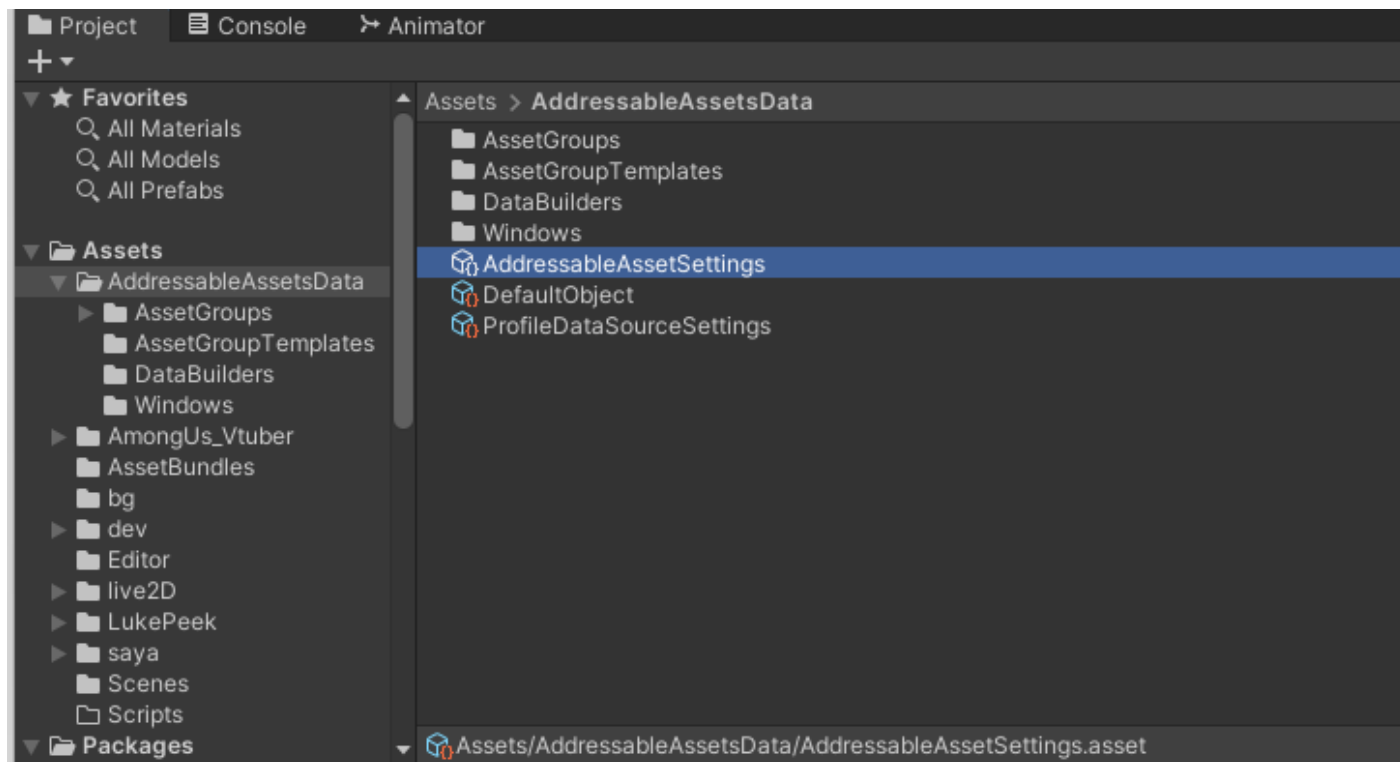 Project
Console
Animator
Favorites
All Materials
All Models
All Prefabs
Assets
AddressableAssetsData
AssetGroups
AssetGroupTemplates
DataBuilders
Windows
AmongUs_Vtuber
AssetBundles
bg
dev
Editor
live2D
LukePeek
saya
Scenes
Scripts
Packages
Assets > AddressableAssetsData
AssetGroups
AssetGroupTemplates
DataBuilders
Windows
AddressableAssetSettings
DefaultObject
ProfileDataSourceSettings
Assets/AddressableAssetsData/AddressableAssetSettings.asset